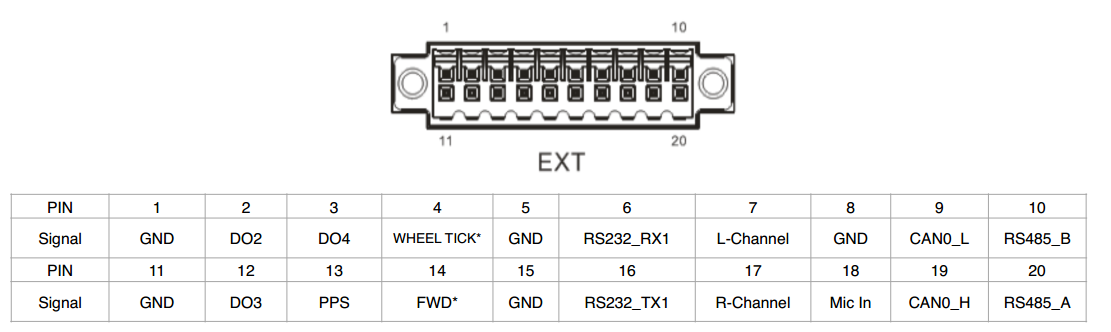 1 10
11 20
EXT
PIN 1 2 3 4 5 6 7 8 9 10
Signal GND DO2 DO4 WHEEL TICK* GND RS232_RX1 L-Channel GND CAN0_L RS485_B
PIN 11 12 13 14 15 16 17 18 19 20
Signal GND DO3 PPS FWD* GND RS232_TX1 R-Channel Mic In CAN0_H RS485_A